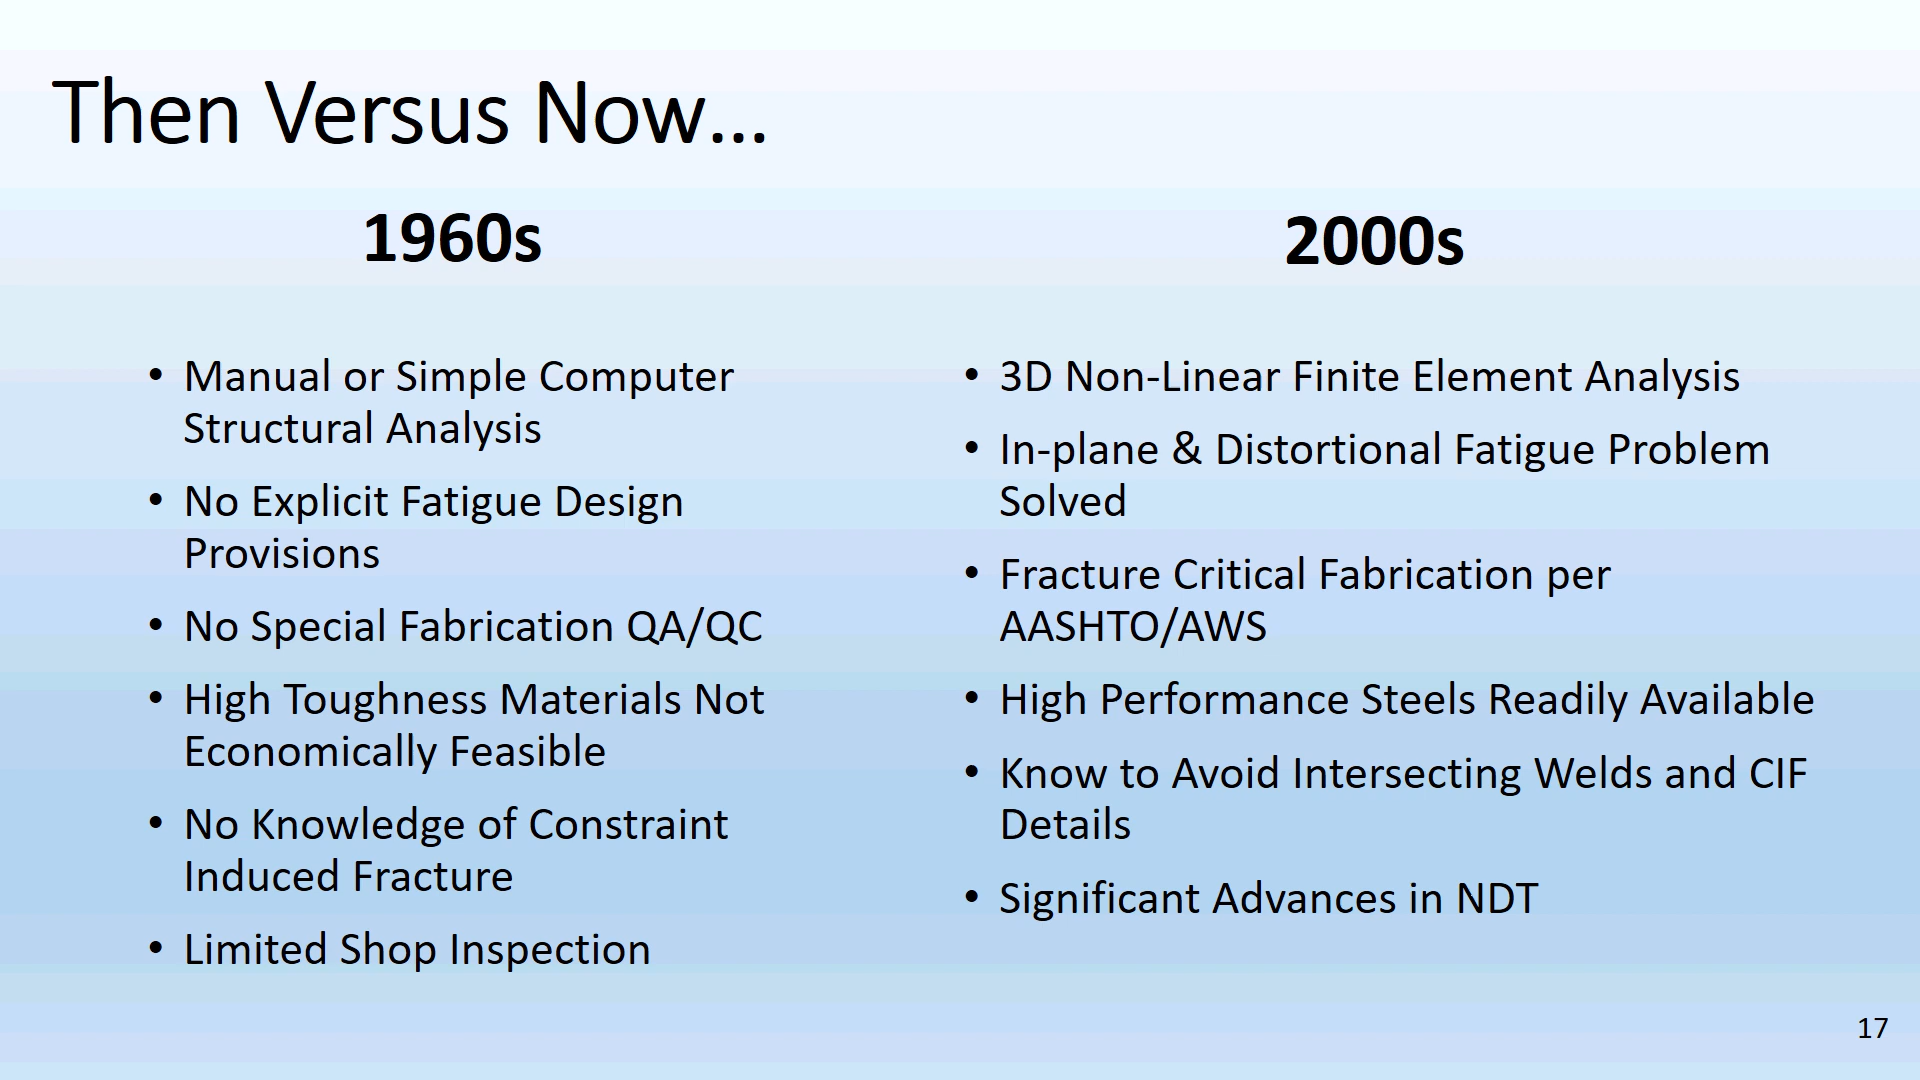 Then Versus Now...
1960s
• Manual or Simple Computer
Structural Analysis
• No Explicit Fatigue Design
Provisions
• No Special Fabrication QA/QC
• High Toughness Materials Not
Economically Feasible
• No Knowledge of Constraint
Induced Fracture
• Limited Shop Inspection
2000s
• 3D Non-Linear Finite Element Analysis
• In-plane & Distortional Fatigue Problem
Solved
• Fracture Critical Fabrication per
AASHTO/AWS
• High Performance Steels Readily Available
• Know to Avoid Intersecting Welds and CIF
Details
• Significant Advances in NDT
17